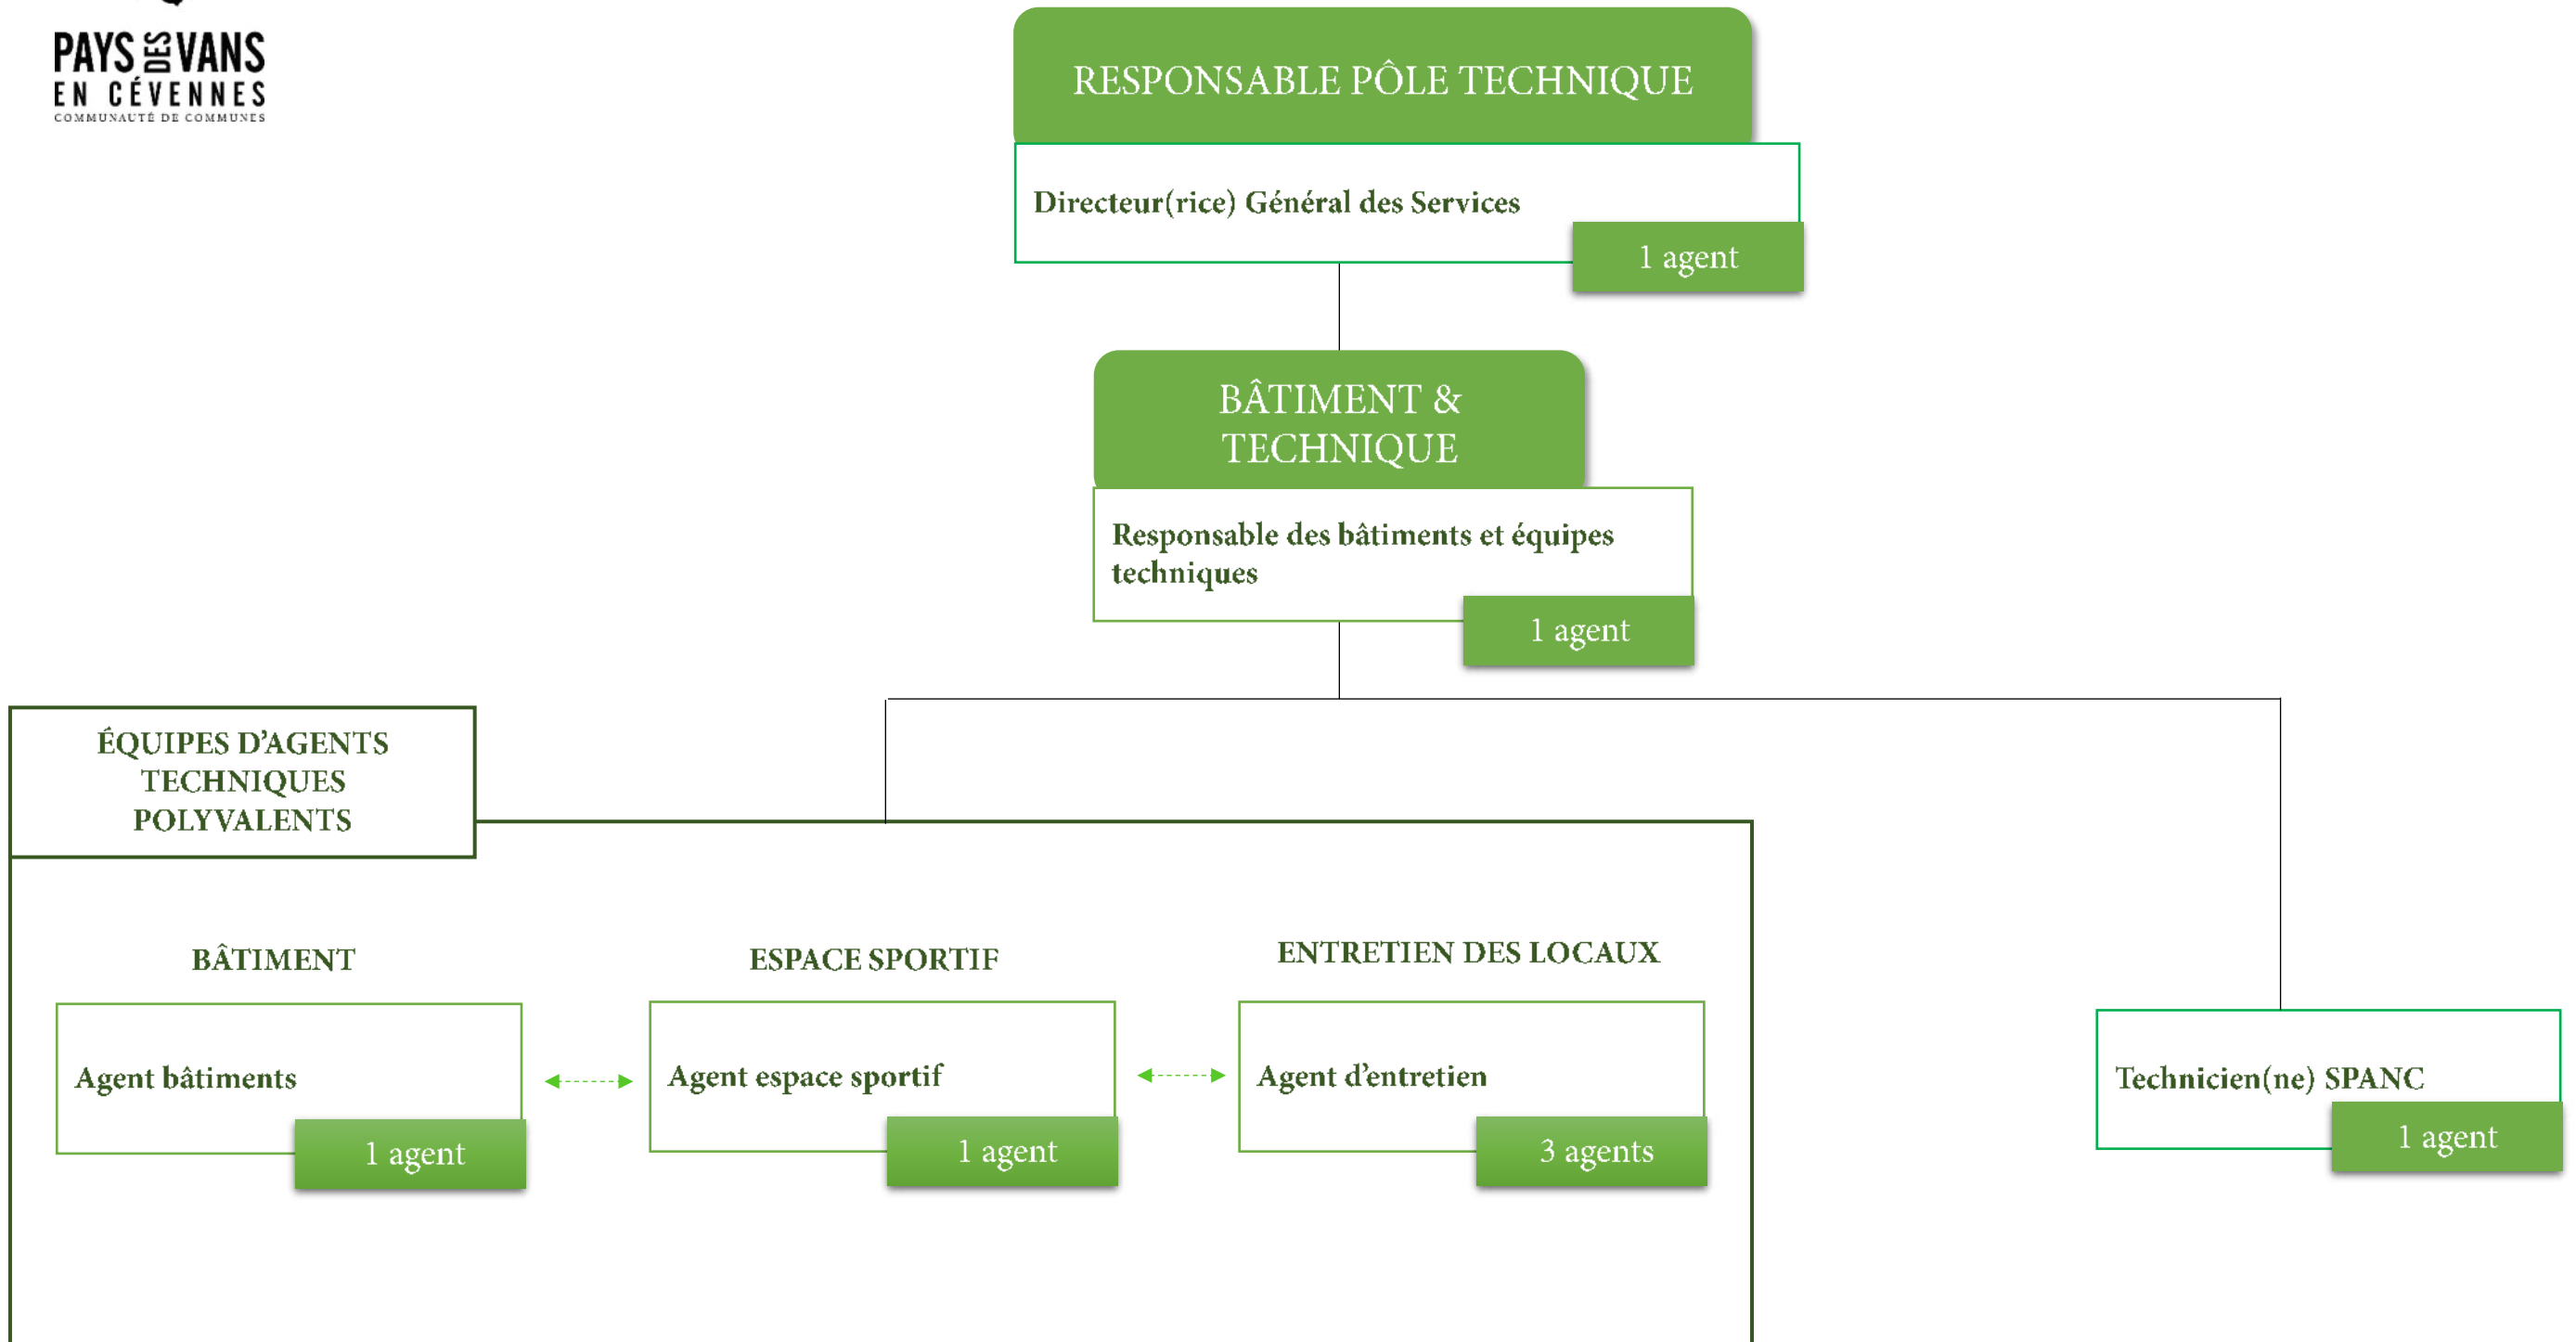 PAYS DES VANS
EN CÉVENNES
COMMUNAUTÉ DE COMMUNES
RESPONSABLE PÔLE TECHNIQUE
Directeur(rice) Général des Services
1 agent
BÂTIMENT &
TECHNIQUE
Responsable des bâtiments et équipes
techniques
1 agent
ÉQUIPES D’AGENTS
TECHNIQUES
POLYVALENTS
BÂTIMENT
Agent bâtiments
1 agent
ESPACE SPORTIF
Agent espace sportif
1 agent
ENTRETIEN DES LOCAUX
Agent d’entretien
3 agents
Technicien(ne) SPANC
1 agent